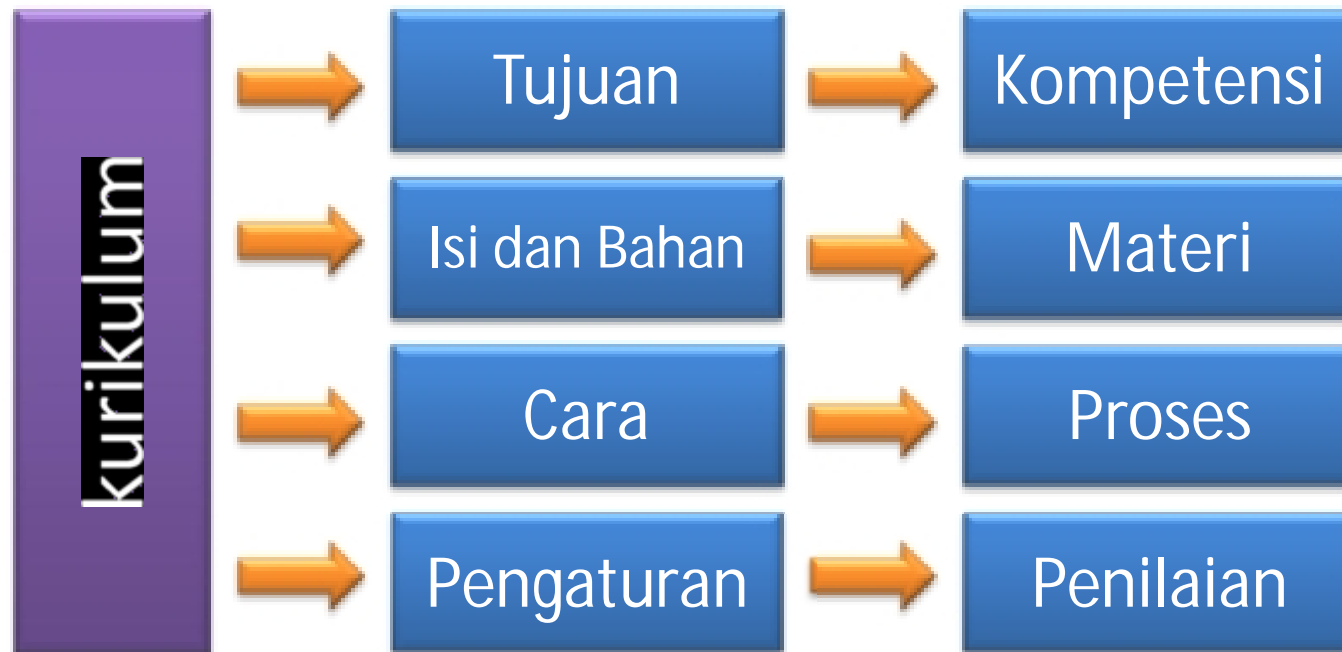 kurikulum
Tujuan
Kompetensi
Isi dan Bahan
Materi
Cara
Proses
Pengaturan
Penilaian